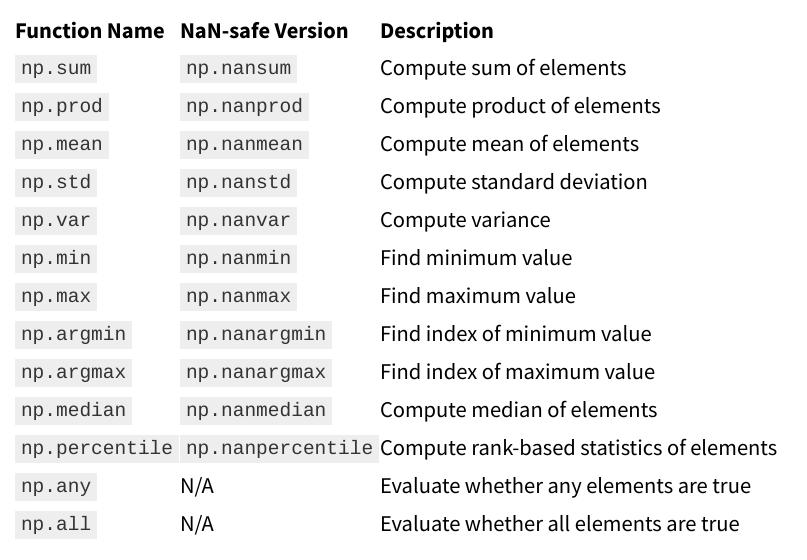 Function Name NaN-safe Version Description
np.sum np.nansum Compute sum of elements
np.prod np.nanprod Compute product of elements
np.mean np.nanmean Compute mean of elements
np.std np.nanstd Compute standard deviation
np.var np.nanvar Compute variance
np.min np.nanmin Find minimum value
np.max np.nanmax Find maximum value
np.argmin np.nanargmin Find index of minimum value
np.argmax np.nanargmax Find index of maximum value
np.median np.nanmedian Compute median of elements
np.percentile np.nanpercentile Compute rank-based statistics of elements
np.any N/A Evaluate whether any elements are true
np.all N/A Evaluate whether all elements are true